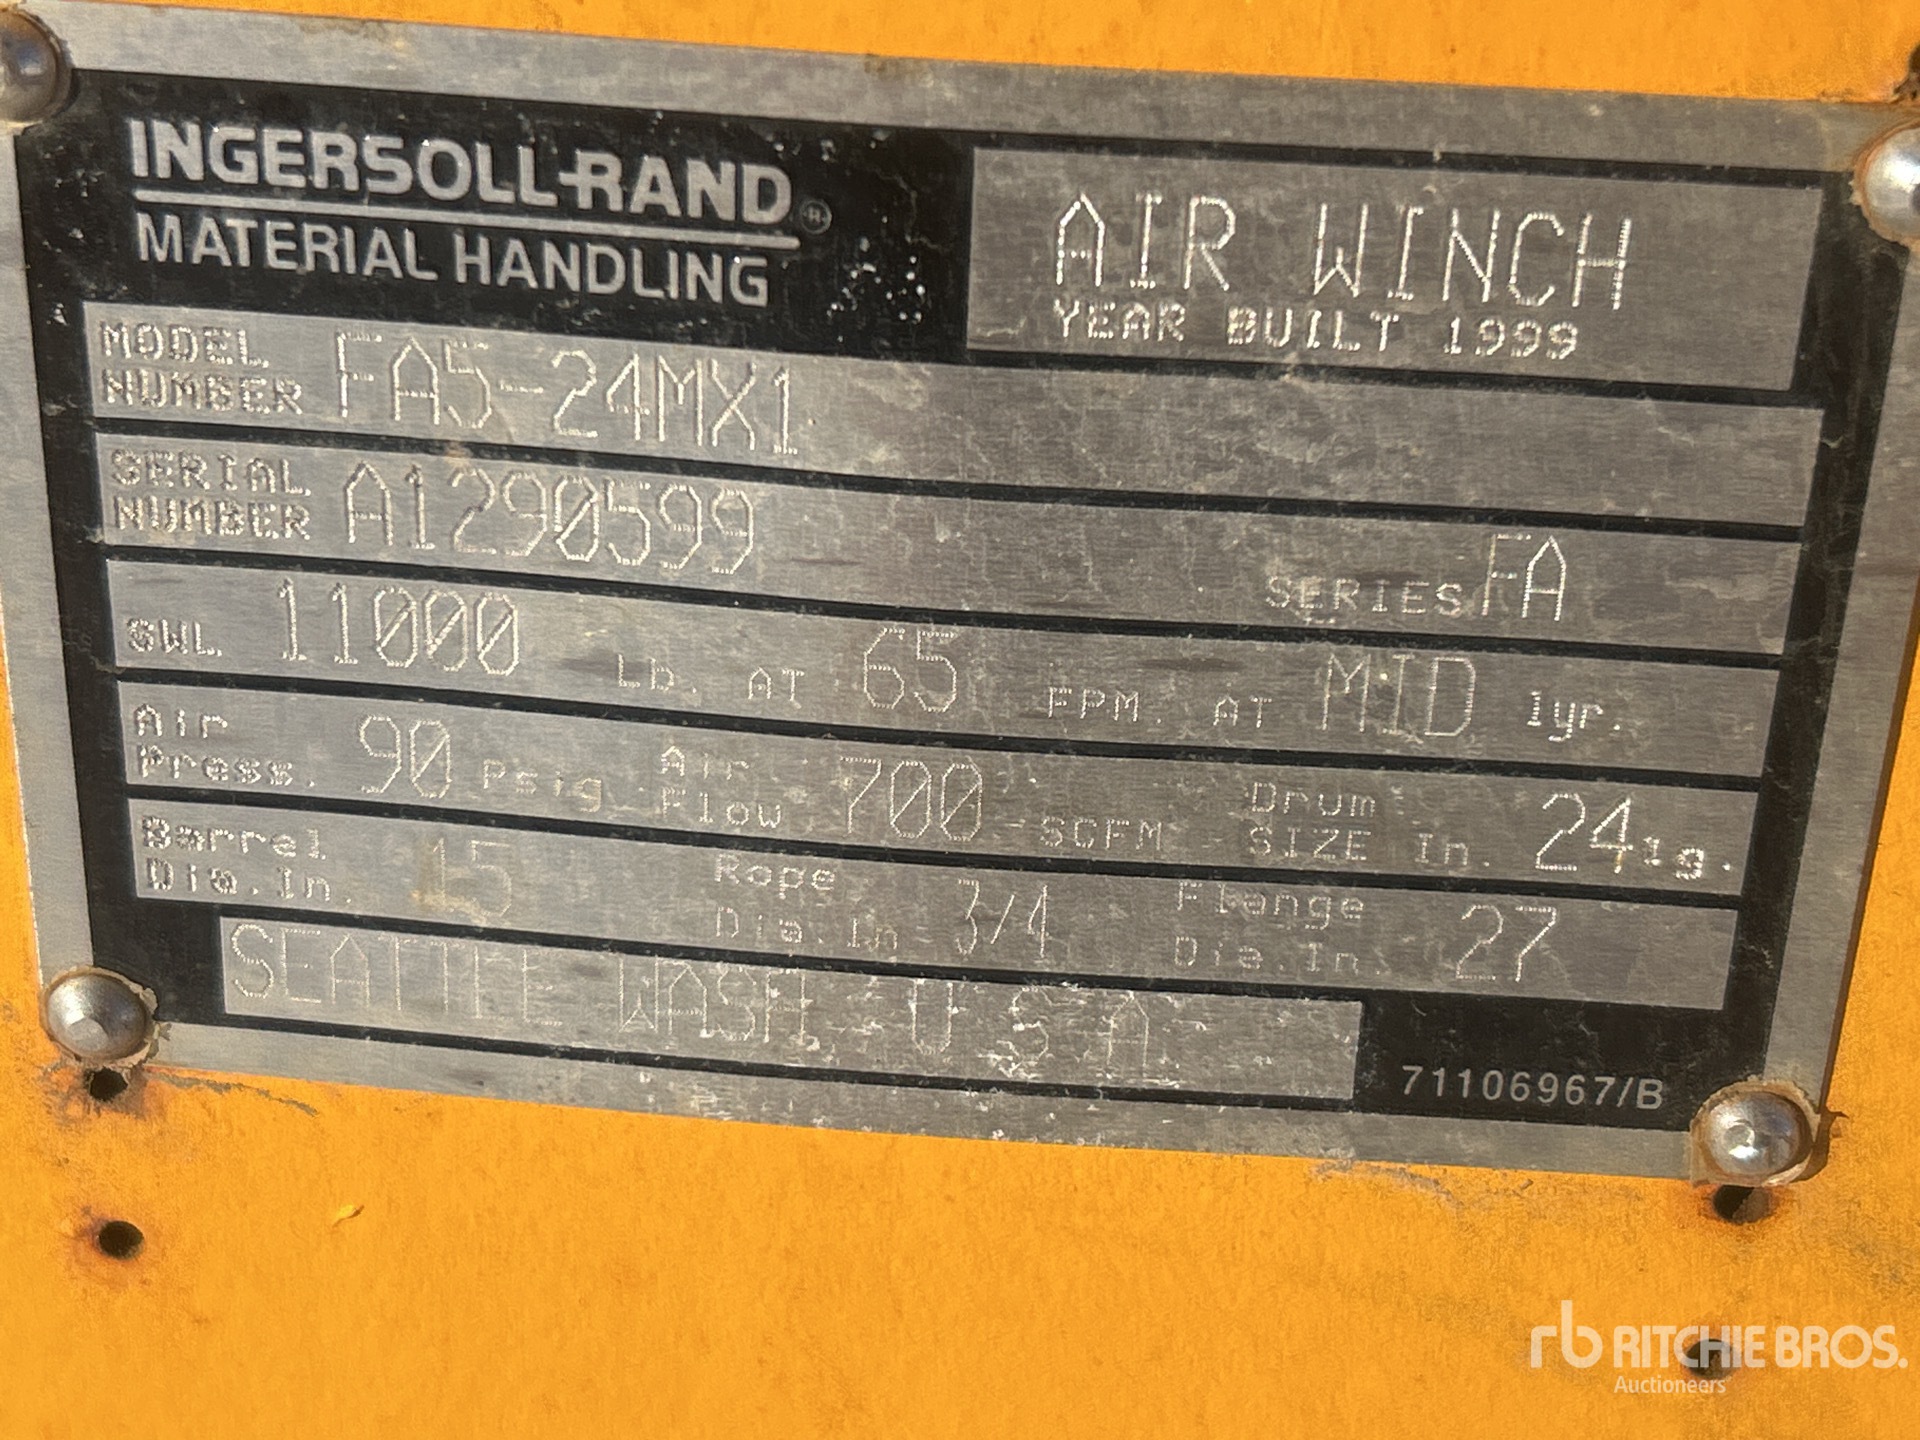 INGERSOLL-RAND®
MATERIAL HANDLING
AIR WINCH
YEAR BUILT 1999
MODEL NUMBER FA5-24MX1
SERIAL NUMBER A1290599 SERIES FA
SWL 11000 Lb. AT 65 FPM. AT MID lyr.
Air Press. 90 Psig Air Flow 700 SCFM Drum SIZE In. 24 lg.
Barrel Dia.In. 15 Rope Dia.In 3/4 Flange Dia.In. 27
SEATTLE WASH. U.S.A.
71106967/B
rb RITCHIE BROS.
Auctioneers